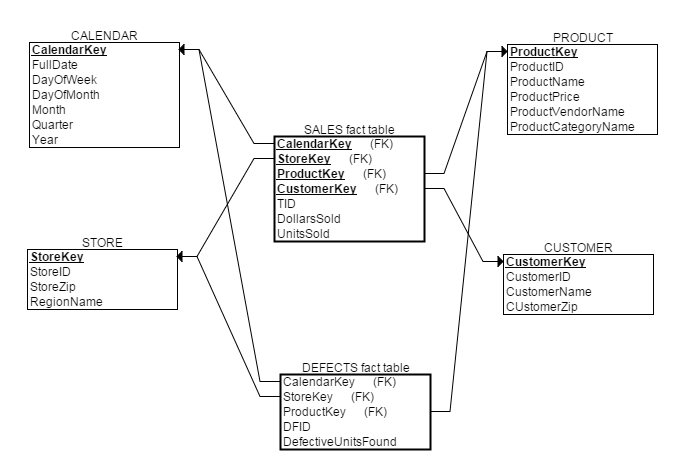 CALENDAR
CalendarKey
FullDate
DayOfWeek
DayOfMonth
Month
Quarter
Year
PRODUCT
ProductKey
ProductID
ProductName
ProductPrice
ProductVendorName
ProductCategoryName
SALES fact table
CalendarKey (FK)
StoreKey (FK)
ProductKey (FK)
CustomerKey (FK)
TID
DollarsSold
UnitsSold
STORE
StoreKey
StoreID
StoreZip
RegionName
CUSTOMER
CustomerKey
CustomerID
CustomerName
CUstomerZip
DEFECTS fact table
CalendarKey (FK)
StoreKey (FK)
ProductKey (FK)
DFID
DefectiveUnitsFound